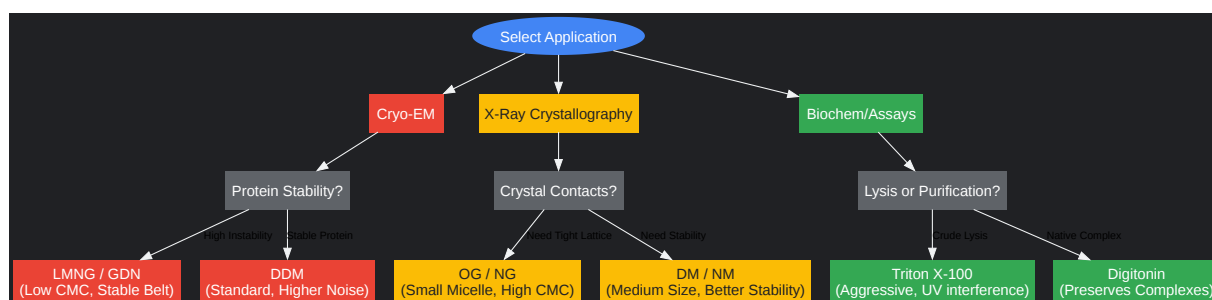 Select Application
Cryo-EM
X-Ray Crystallography
Biochem/Assays
Protein Stability?
Crystal Contacts?
Lysis or Purification?
High Instability
Stable Protein
Need Tight Lattice
Need Stability
Crude Lysis
Native Complex
LMNG / GDN
(Low CMC, Stable Belt)
DDM
(Standard, Higher Noise)
OG / NG
(Small Micelle, High CMC)
DM / NM
(Medium Size, Better Stability)
Triton X-100
(Aggressive, UV interference)
Digitonin
(Preserves Complexes)